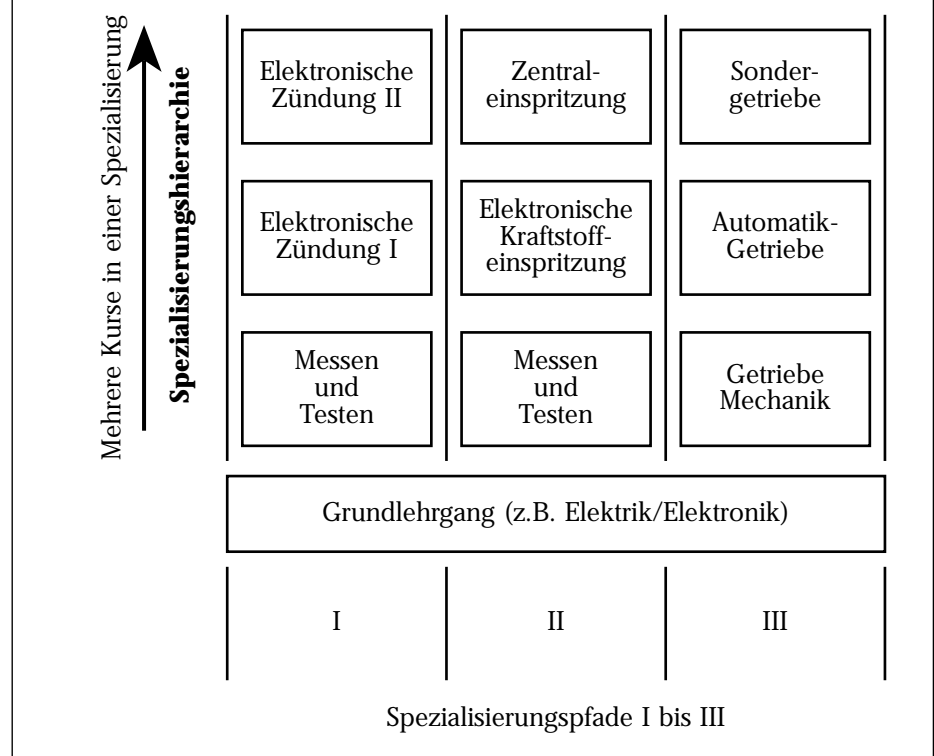 Mehrere Kurse in einer Spezialisierung
Spezialisierungshierarchie
Elektronische
Zündung II
Zentral-
einspritzung
Sonder-
getriebe
Elektronische
Zündung I
Elektronische
Kraftstoff-
einspritzung
Automatik-
Getriebe
Messen
und
Testen
Messen
und
Testen
Getriebe
Mechanik
Grundlehrgang (z.B. Elektrik/Elektronik)
I
II
III
Spezialisierungspfade I bis III